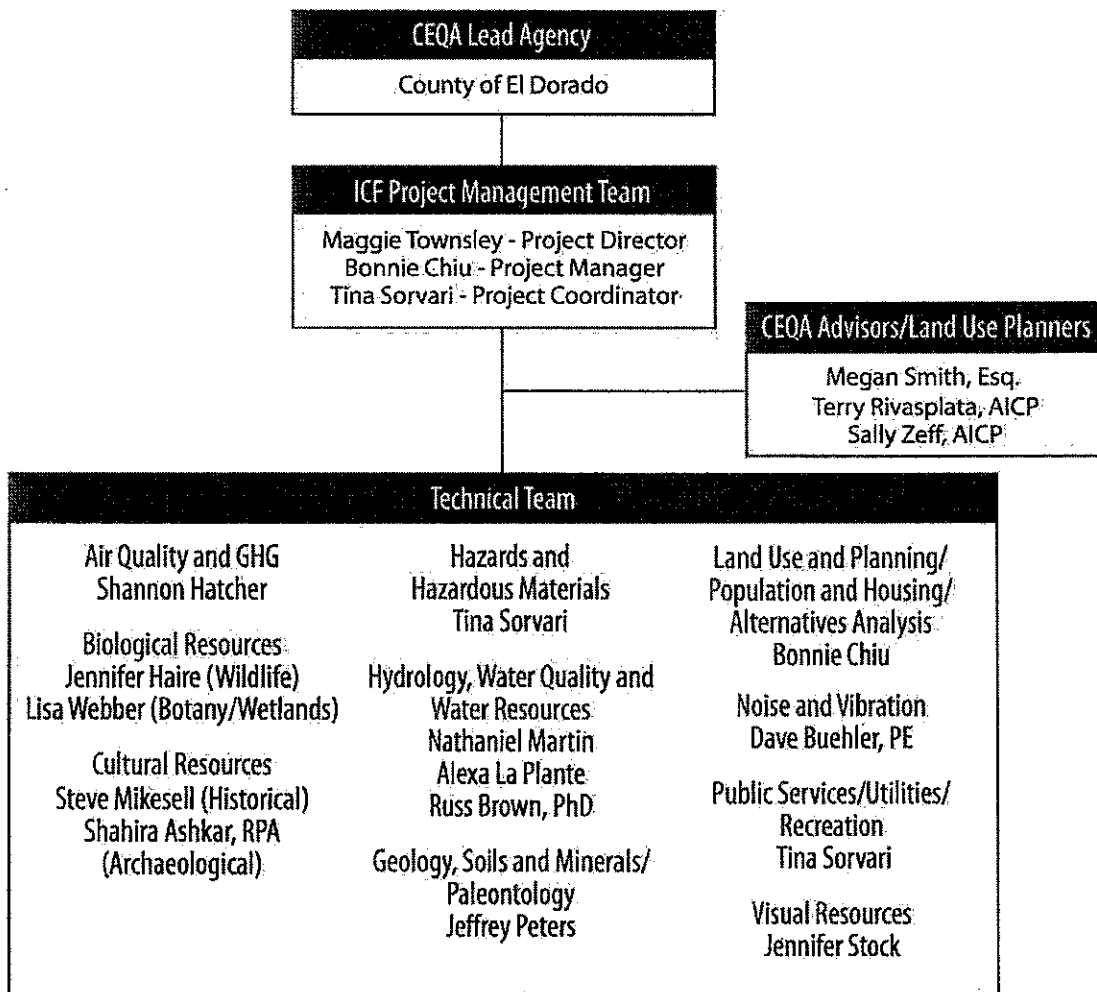 CEQA Lead Agency
County of El Dorado
ICF Project Management Team
Maggie Townsley - Project Director
Bonnie Chiu - Project Manager
Tina Sorvari - Project Coordinator
CEQA Advisors/Land Use Planners
Megan Smith, Esq.
Terry Rivasplata, AICP
Sally Zeff, AICP
Technical Team
Air Quality and GHG
Shannon Hatcher
Biological Resources
Jennifer Haire (Wildlife)
Lisa Webber (Botany/Wetlands)
Cultural Resources
Steve Mikesell (Historical)
Shahira Ashkar, RPA
(Archaeological)
Hazards and
Hazardous Materials
Tina Sorvari
Hydrology, Water Quality and
Water Resources
Nathaniel Martin
Alexa La Plante
Russ Brown, PhD
Geology, Soils and Minerals/
Paleontology
Jeffrey Peters
Land Use and Planning/
Population and Housing/
Alternatives Analysis
Bonnie Chiu
Noise and Vibration
Dave Buehler, PE
Public Services/Utilities/
Recreation
Tina Sorvari
Visual Resources
Jennifer Stock